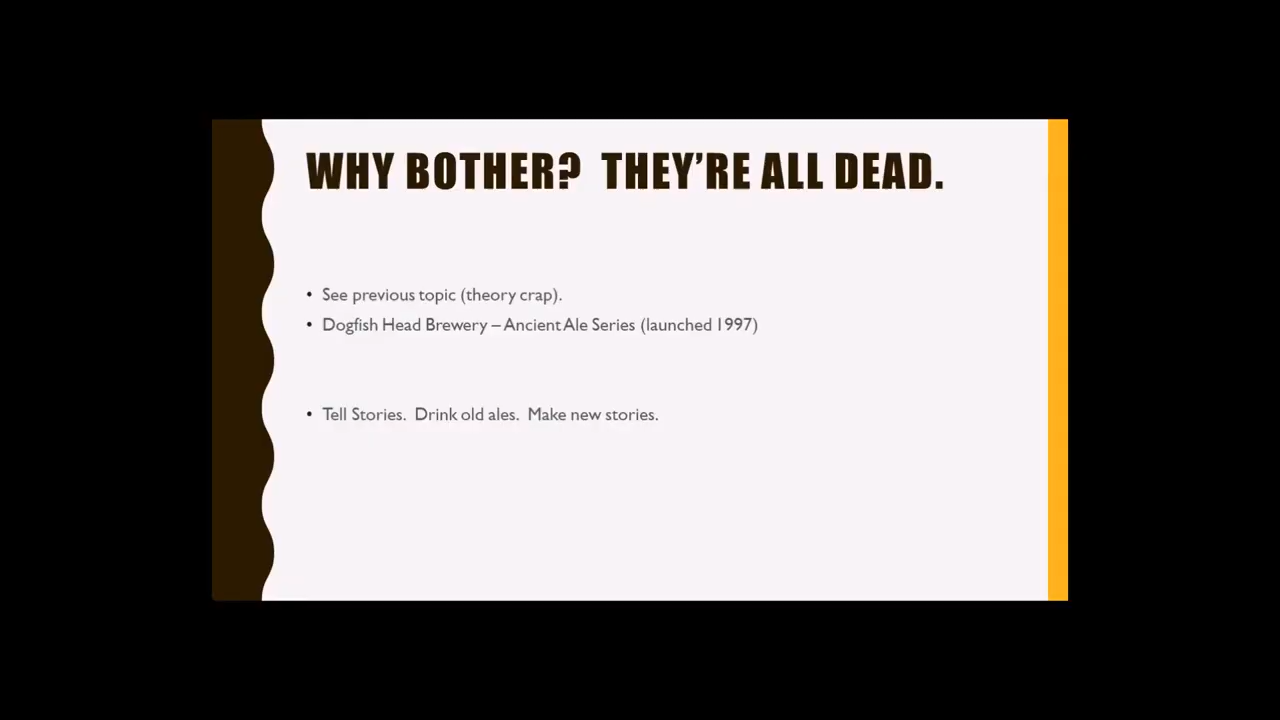 WHY BOTHER? THEY'RE ALL DEAD.
• See previous topic (theory crap).
• Dogfish Head Brewery – Ancient Ale Series (launched 1997)
• Tell Stories. Drink old ales. Make new stories.